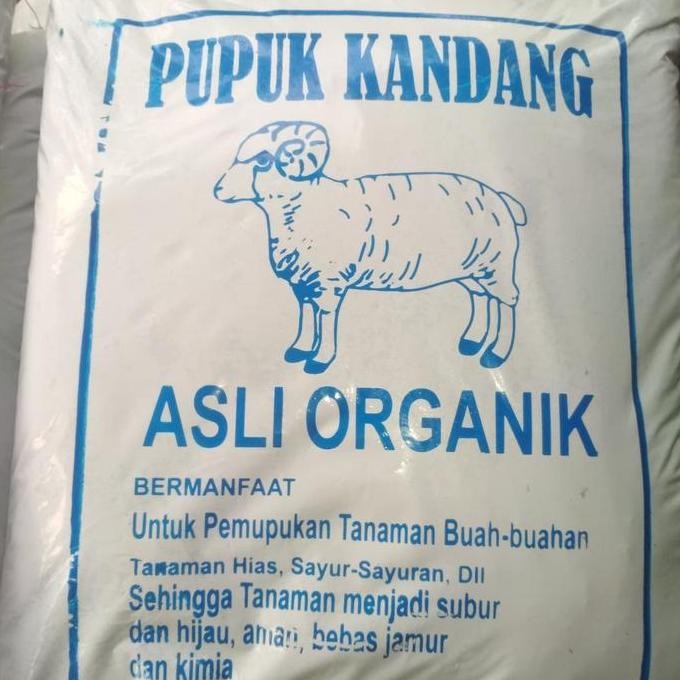 PUPUK KANDANG
ASLI ORGANIK
BERMANFAAT
Untuk Pemupukan Tanaman Buah-buahan
Tanaman Hias, Sayur-Sayuran, Dll
Sehingga Tanaman menjadi subur
dan hijau, aman, bebas jamur
dan kimia